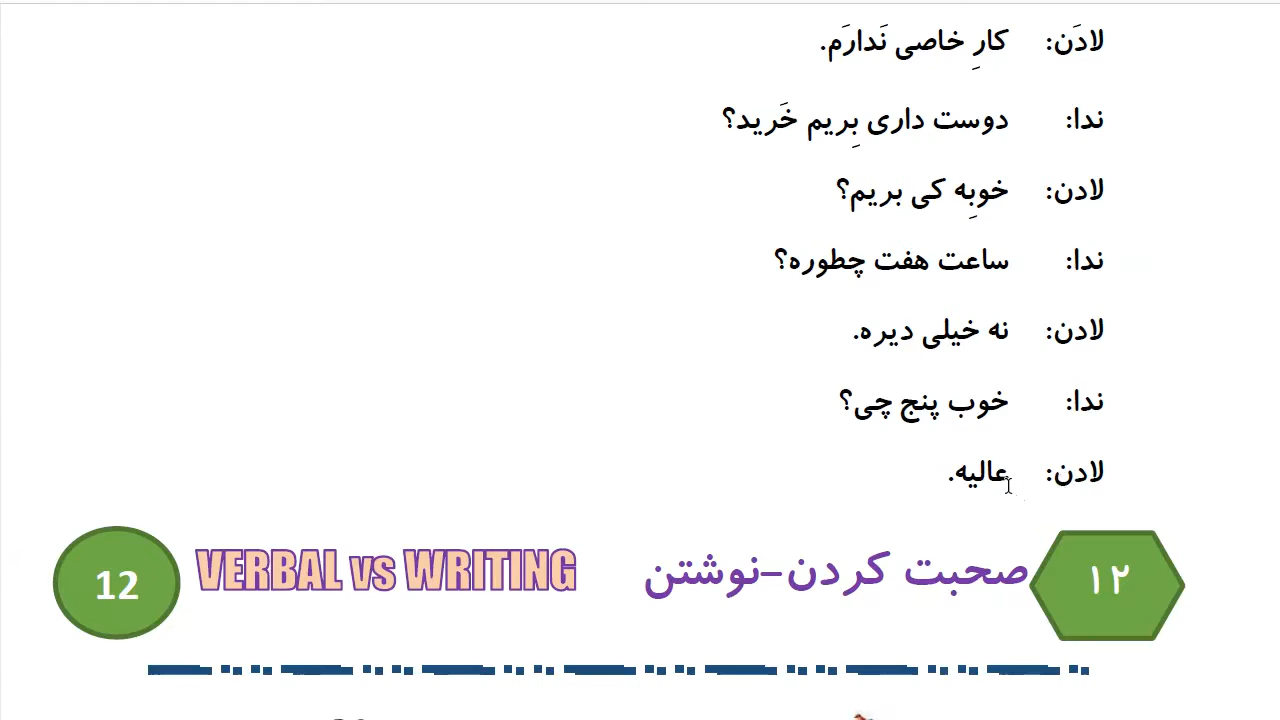 لادَن: کارِ خاصی نَدارَم.
ندا: دوست داری بِریم خَرید؟
لادن: خوبِه کی بریم؟
ندا: ساعت هفت چطوره؟
لادن: نه خیلی دیره.
ندا: خوب پنج چی؟
لادن: عالیه.
12 VERBAL vs WRITING صحبت کردن-نوشتن ۱۲